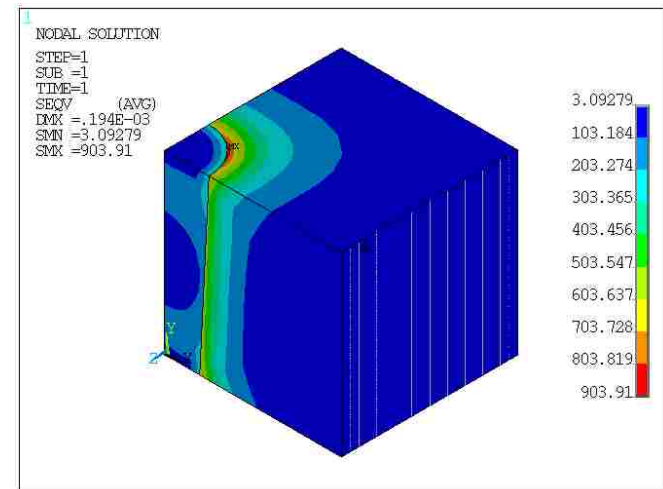 1
NODAL SOLUTION
STEP=1
SUB =1
TIME=1
SEQV (AVG)
DMX =.194E-03
SMN =3.09279
SMX =903.91
MX
3.09279
103.184
203.274
303.365
403.456
503.547
603.637
703.728
803.819
903.91
Y
Z